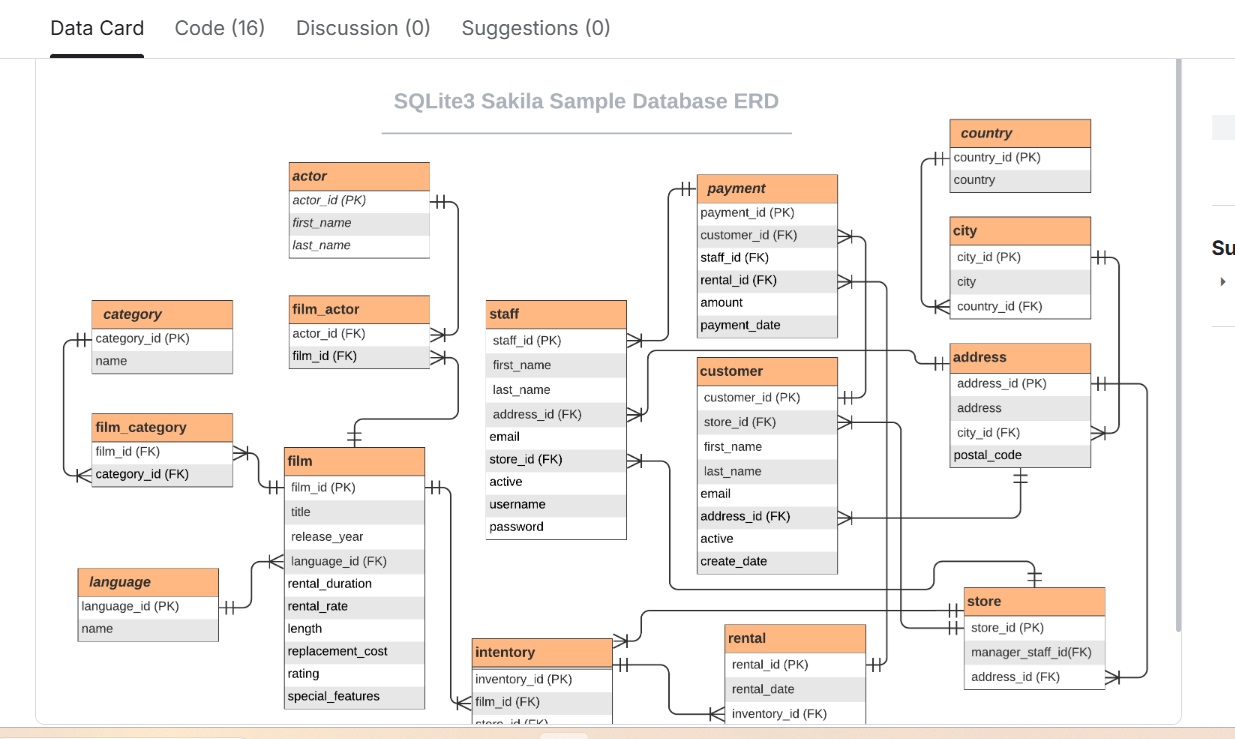 Data Card Code (16) Discussion (0) Suggestions (0)
SQLite3 Sakila Sample Database ERD
actor
actor_id (PK)
first_name
last_name
film_actor
actor_id (FK)
film_id (FK)
category
category_id (PK)
name
film_category
film_id (FK)
category_id (FK)
language
language_id (PK)
name
film
film_id (PK)
title
release_year
language_id (FK)
rental_duration
rental_rate
length
replacement_cost
rating
special_features
staff
staff_id (PK)
first_name
last_name
address_id (FK)
email
store_id (FK)
active
username
password
intentory
inventory_id (PK)
film_id (FK)
store_id (FK)
payment
payment_id (PK)
customer_id (FK)
staff_id (FK)
rental_id (FK)
amount
payment_date
customer
customer_id (PK)
store_id (FK)
first_name
last_name
email
address_id (FK)
active
create_date
rental
rental_id (PK)
rental_date
inventory_id (FK)
country
country_id (PK)
country
city
city_id (PK)
city
country_id (FK)
address
address_id (PK)
address
city_id (FK)
postal_code
store
store_id (PK)
manager_staff_id(FK)
address_id (FK)
Su